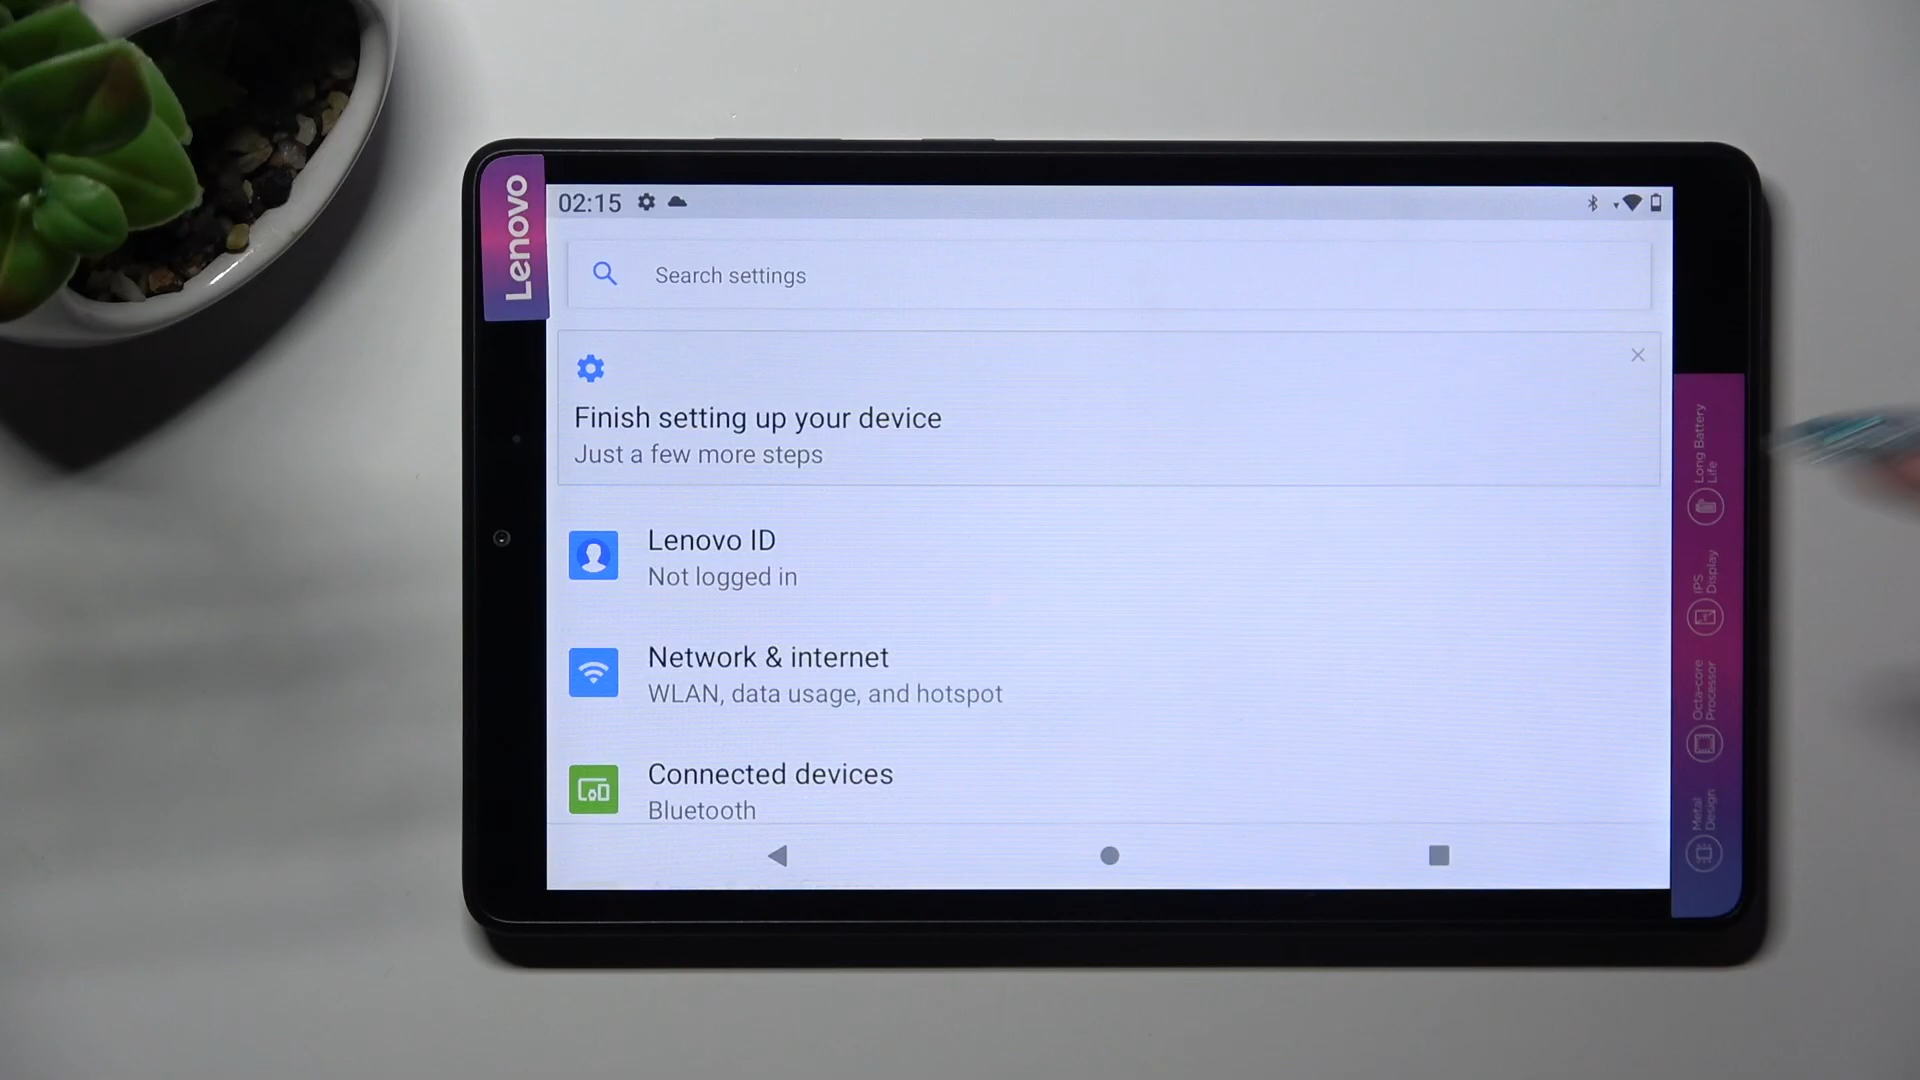 Lenovo
02:15
Search settings
Finish setting up your device
Just a few more steps
Lenovo ID
Not logged in
Network & internet
WLAN, data usage, and hotspot
Connected devices
Bluetooth
Long Battery
Life
IPS
Display
Octa-core
Processor
Metal
Design